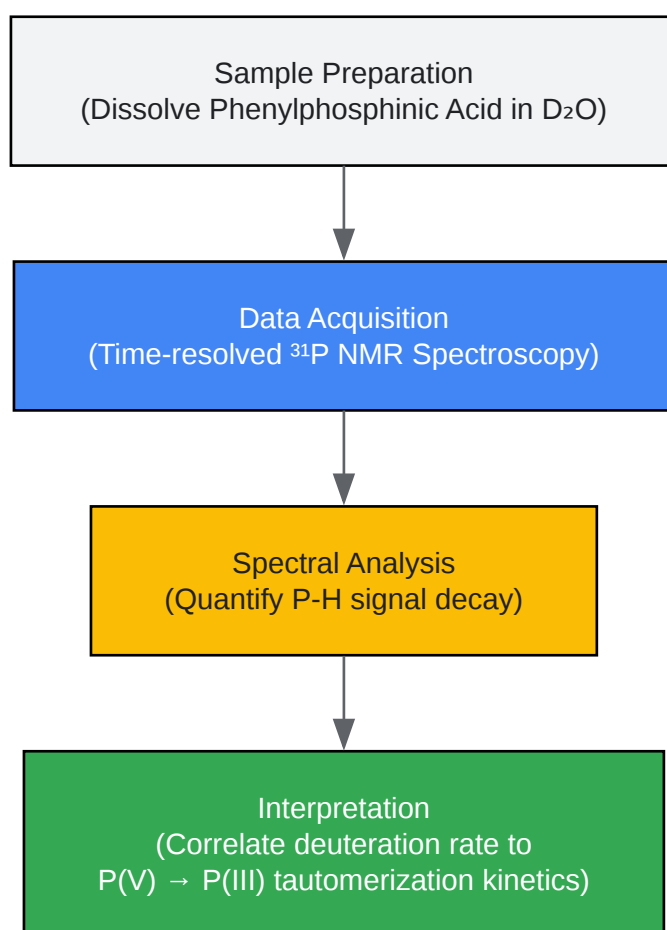 Sample Preparation
(Dissolve Phenylphosphinic Acid in D₂O)
Data Acquisition
(Time-resolved ³¹P NMR Spectroscopy)
Spectral Analysis
(Quantify P-H signal decay)
Interpretation
(Correlate deuteration rate to
P(V) → P(III) tautomerization kinetics)